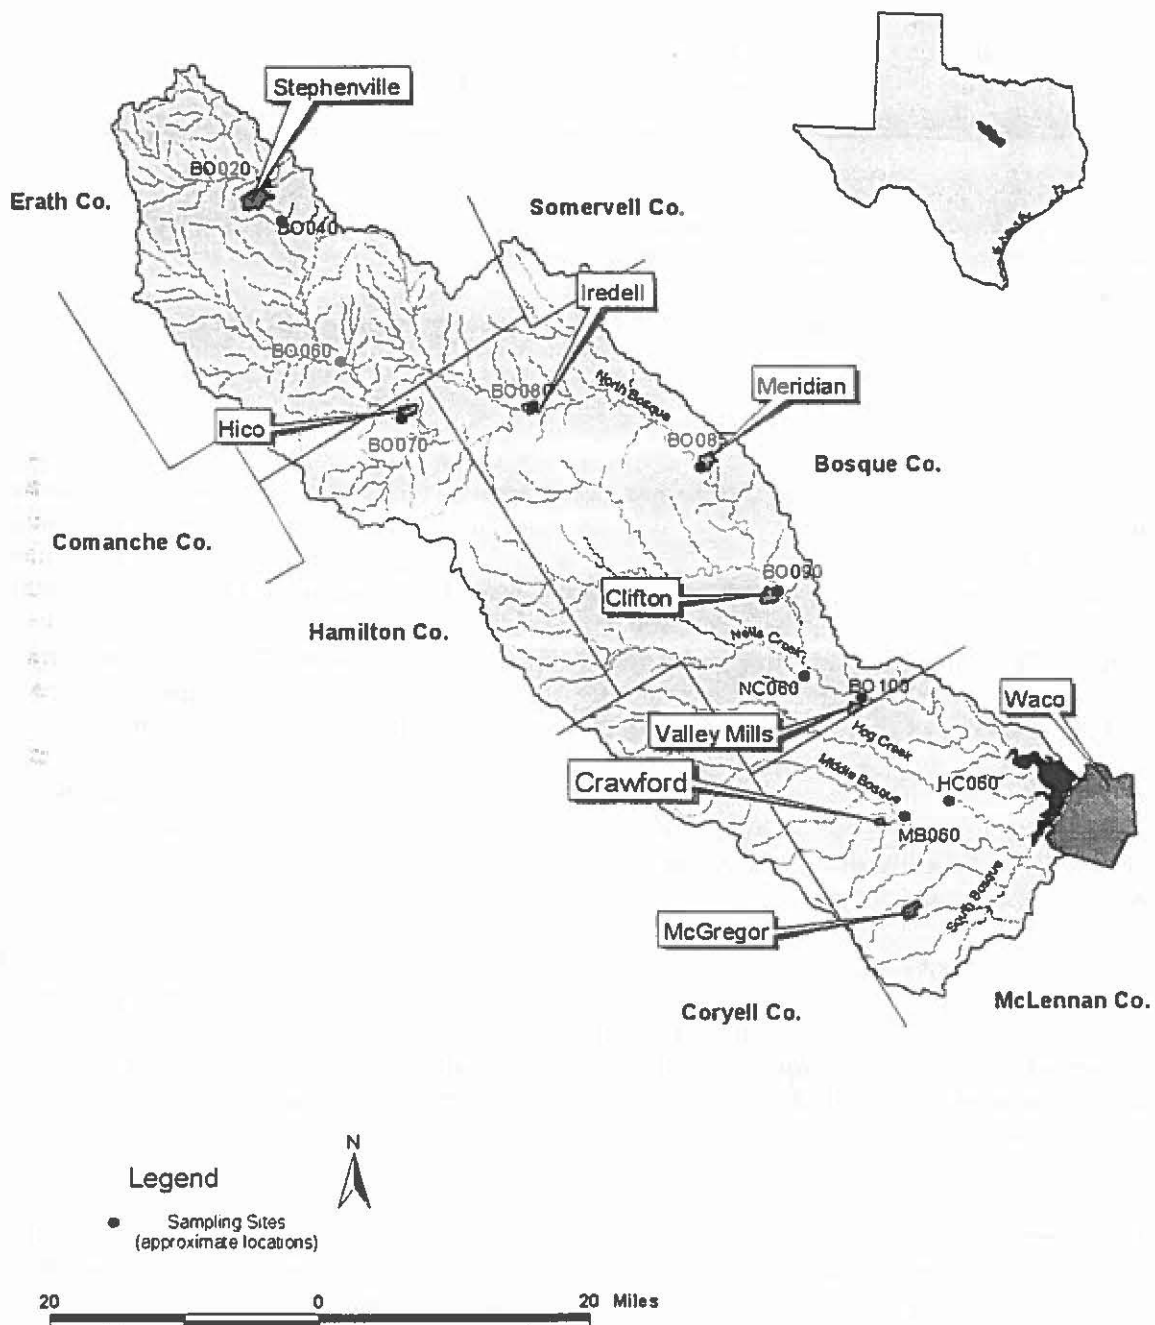 Stephenville
BO020
Erath Co.
Somervell Co.
BO040
Iredell
BO060
BO080
North Bosque
Meridian
Hico
BO070
BO085
Bosque Co.
Comanche Co.
BO090
Clifton
Hamilton Co.
Neils Creek
NC060
BO100
Waco
Valley Mills
Hog Creek
Crawford
Middle Bosque
HC060
MB060
South Bosque
McGregor
McLennan Co.
Coryell Co.
N
Legend
Sampling Sites
(approximate locations)
20 0 20 Miles